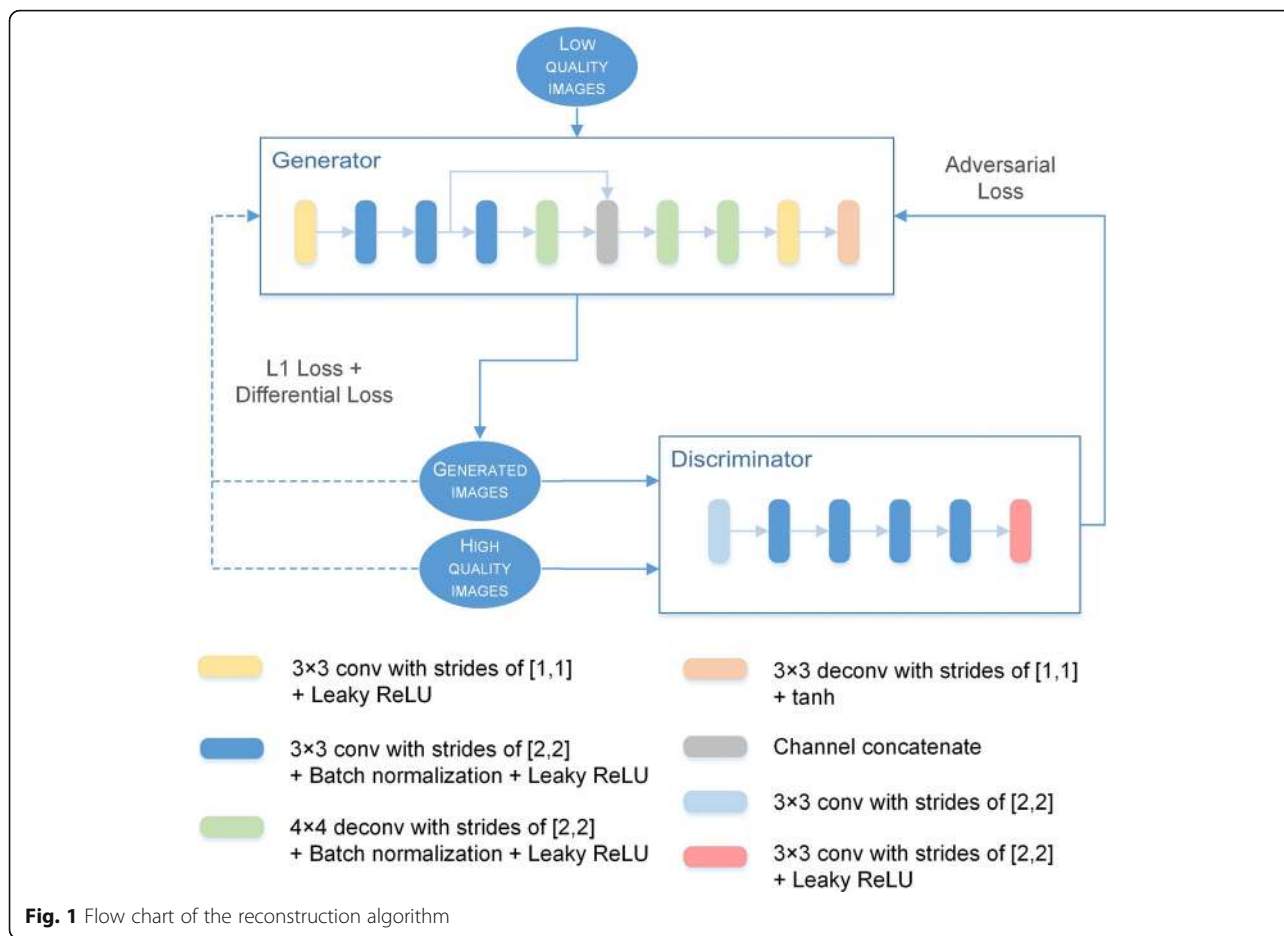 LOW
QUALITY
IMAGES
Generator
Adversarial
Loss
L1 Loss +
Differential Loss
GENERATED
IMAGES
Discriminator
HIGH
QUALITY
IMAGES
3×3 conv with strides of [1,1]
+ Leaky ReLU
3×3 conv with strides of [2,2]
+ Batch normalization + Leaky ReLU
4×4 deconv with strides of [2,2]
+ Batch normalization + Leaky ReLU
3×3 deconv with strides of [1,1]
+ tanh
Channel concatenate
3×3 conv with strides of [2,2]
3×3 conv with strides of [2,2]
+ Leaky ReLU
Fig. 1 Flow chart of the reconstruction algorithm